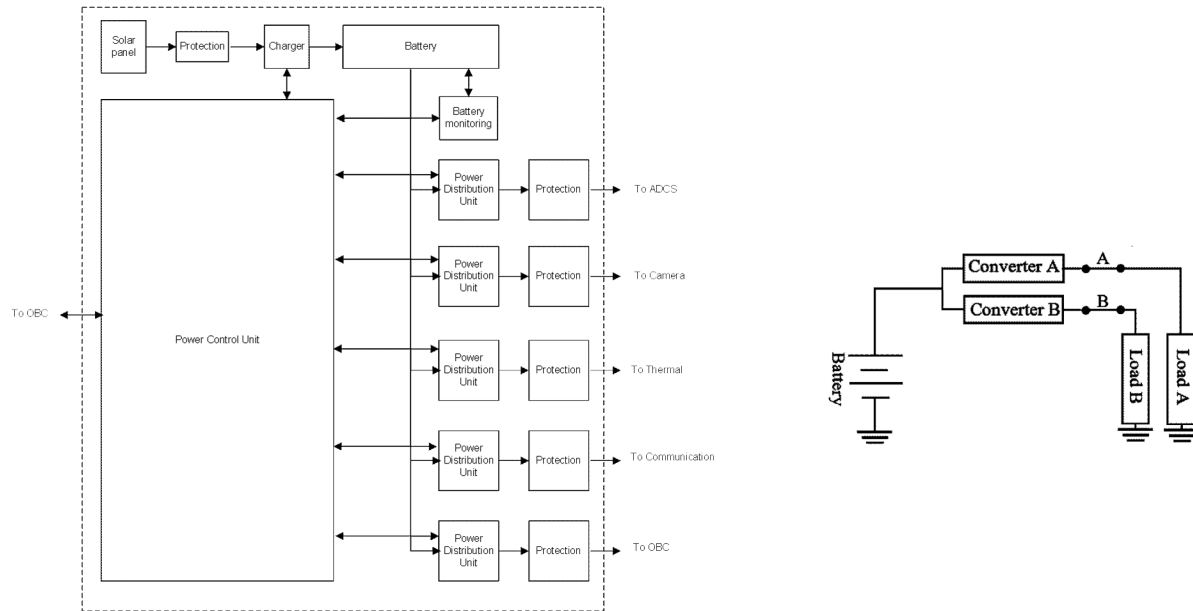 Solar
panel
Protection
Charger
Battery
Battery
monitoring
Power
Distribution
Unit
Protection
To ADCS
Power
Distribution
Unit
Protection
To Camera
To OBC
Power Control Unit
Power
Distribution
Unit
Protection
To Thermal
Power
Distribution
Unit
Protection
To Communication
Power
Distribution
Unit
Protection
To OBC
Converter A
A
Converter B
B
Battery
Load B
Load A